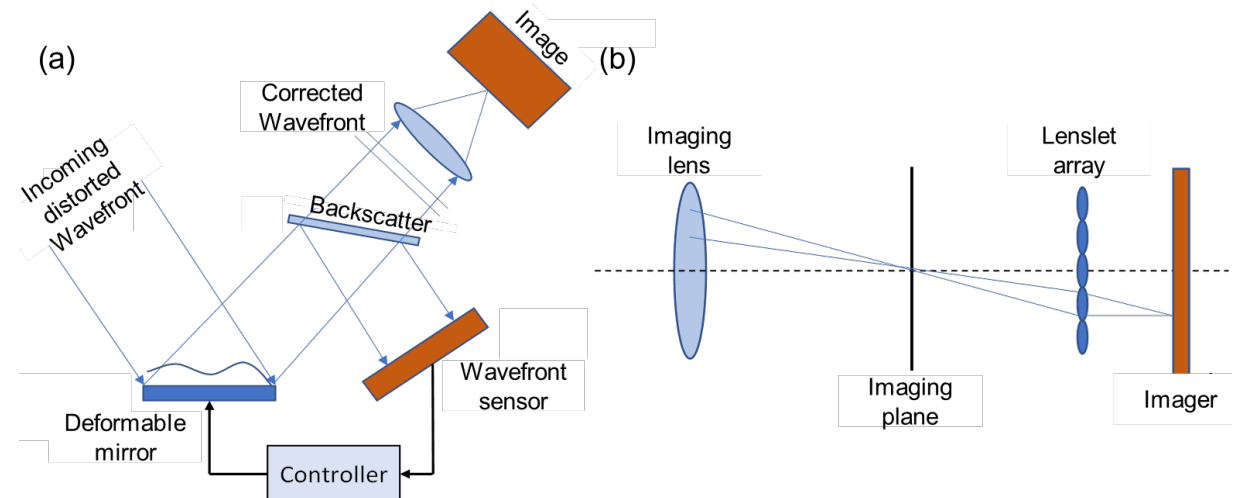 (a)
Incoming
distorted
Wavefront
Corrected
Wavefront
Image
Backscatter
Deformable
mirror
Wavefront
sensor
Controller
(b)
Imaging
lens
Lenslet
array
Imaging
plane
Imager